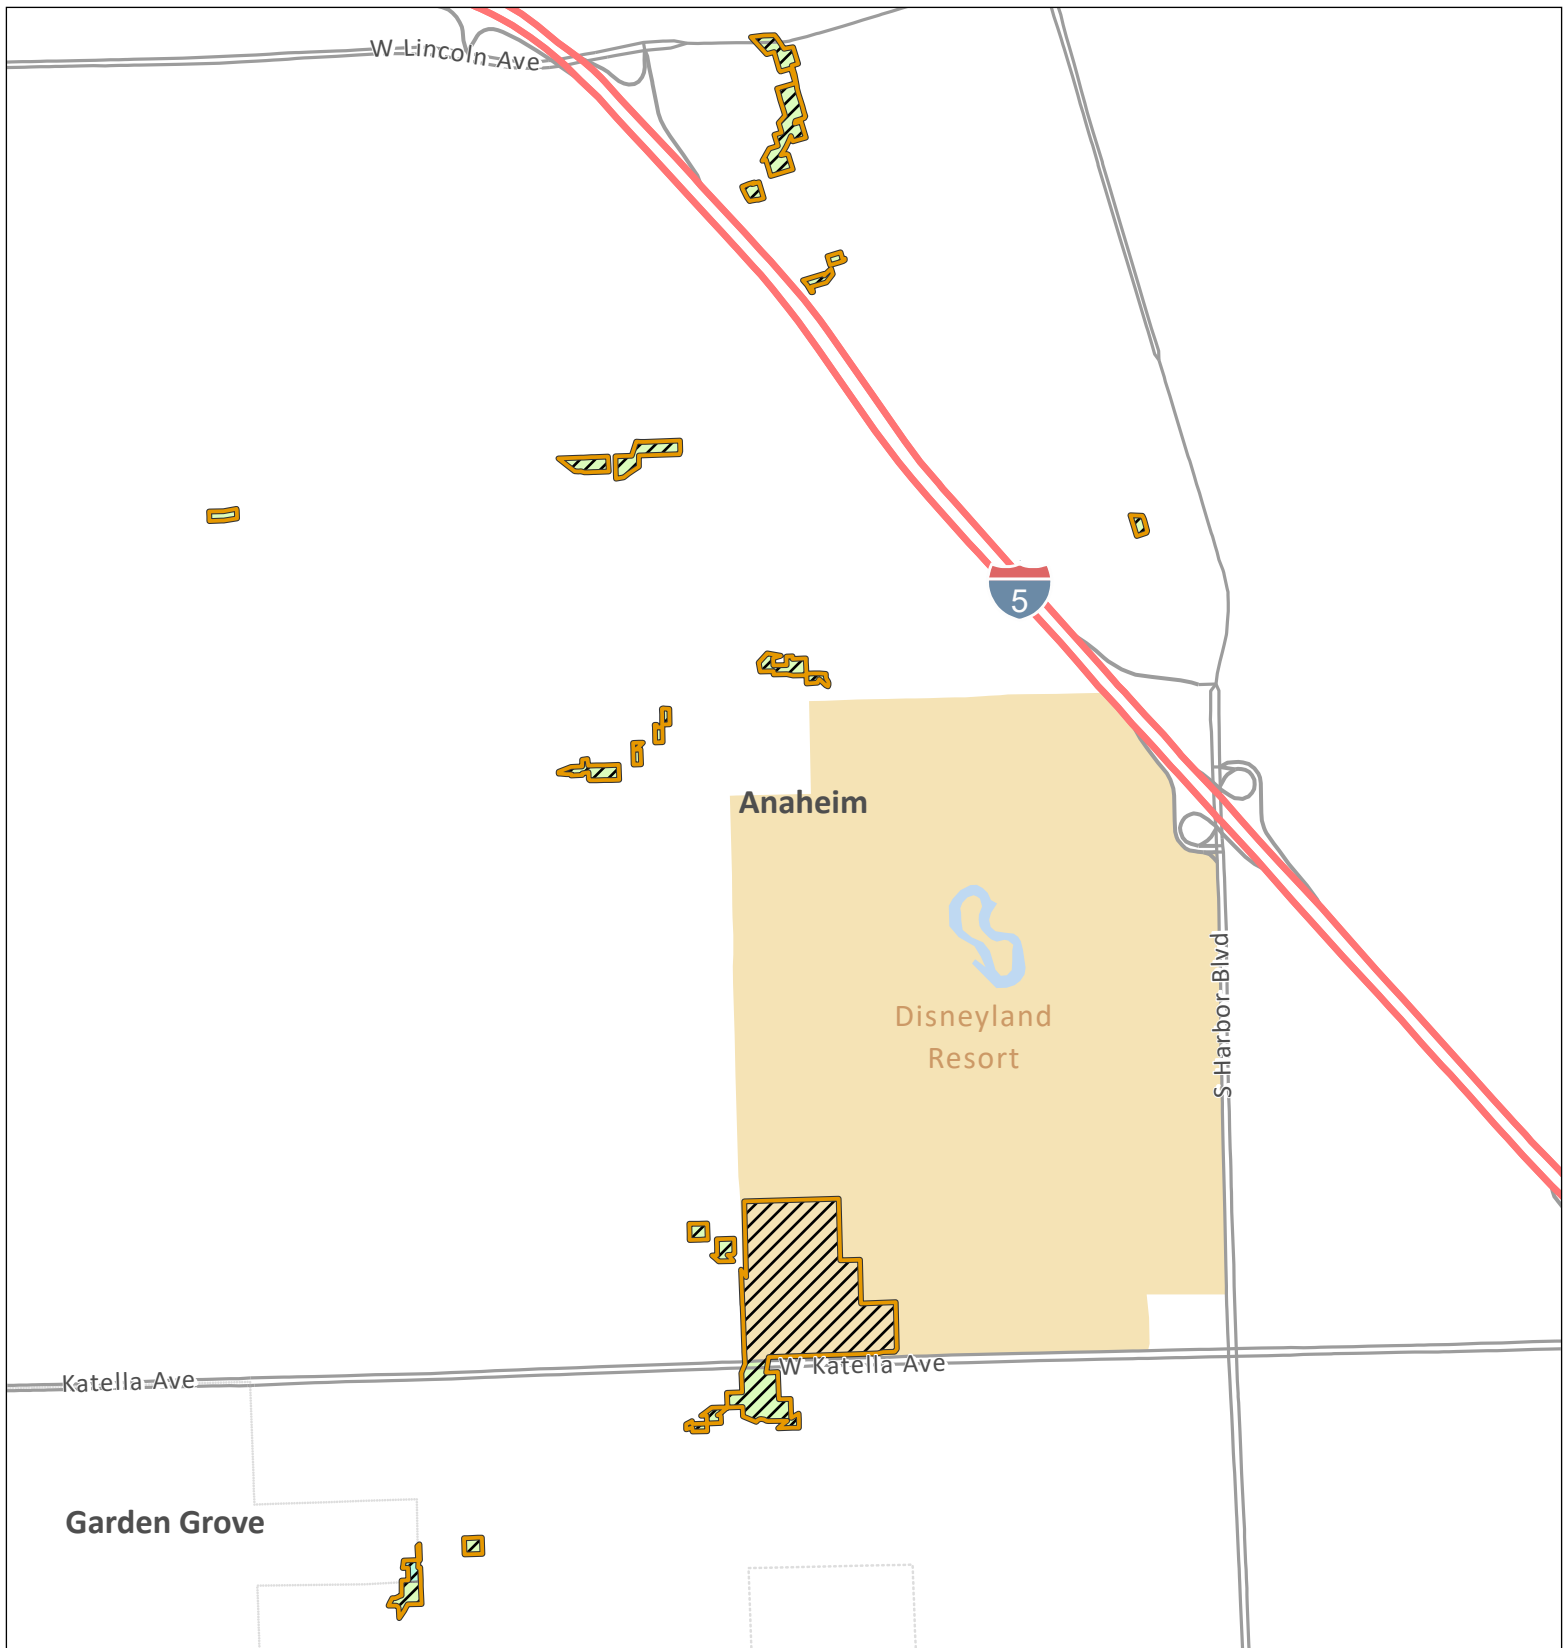 W Lincoln Ave
5
Anaheim
Disneyland
Resort
S Harbor Blvd
W Katella Ave
Katella Ave
Garden Grove